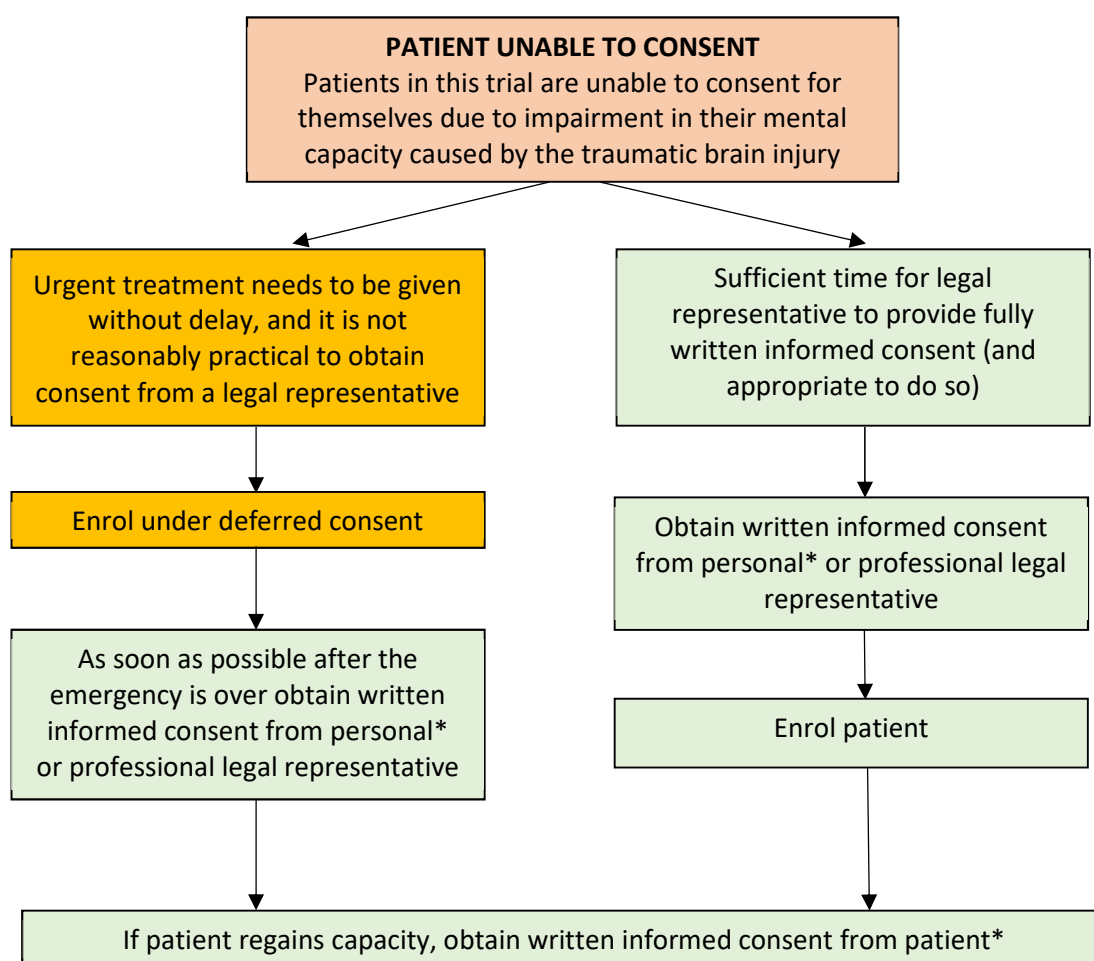 PATIENT UNABLE TO CONSENT
Patients in this trial are unable to consent for
themselves due to impairment in their mental
capacity caused by the traumatic brain injury
Urgent treatment needs to be given
without delay, and it is not
reasonably practical to obtain
consent from a legal representative
Enrol under deferred consent
As soon as possible after the
emergency is over obtain written
informed consent from personal*
or professional legal representative
Sufficient time for legal
representative to provide fully
written informed consent (and
appropriate to do so)
Obtain written informed consent
from personal* or professional legal
representative
Enrol patient
If patient regains capacity, obtain written informed consent from patient*